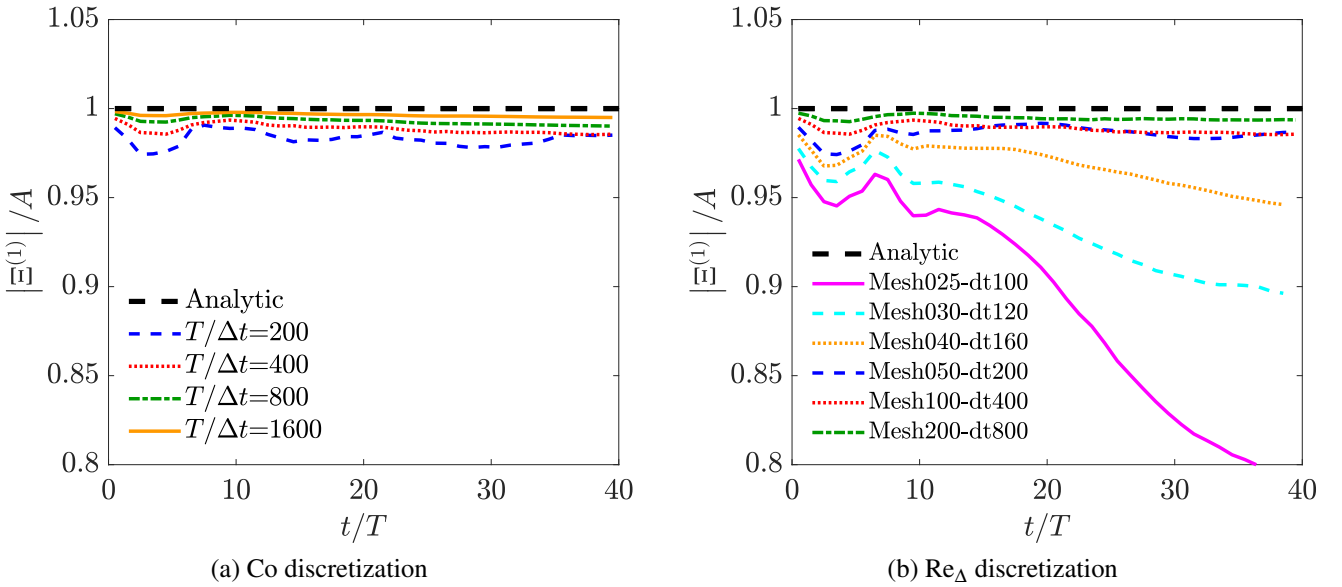 1.05
1
0.95
0.9
0.85
0.8
|Ξ⁽¹⁾|/A
Analytic
T/Δt=200
T/Δt=400
T/Δt=800
T/Δt=1600
0 10 20 30 40
t/T
(a) Co discretization
1.05
1
0.95
0.9
0.85
0.8
|Ξ⁽¹⁾|/A
Analytic
Mesh025-dt100
Mesh030-dt120
Mesh040-dt160
Mesh050-dt200
Mesh100-dt400
Mesh200-dt800
0 10 20 30 40
t/T
(b) Re_Δ discretization